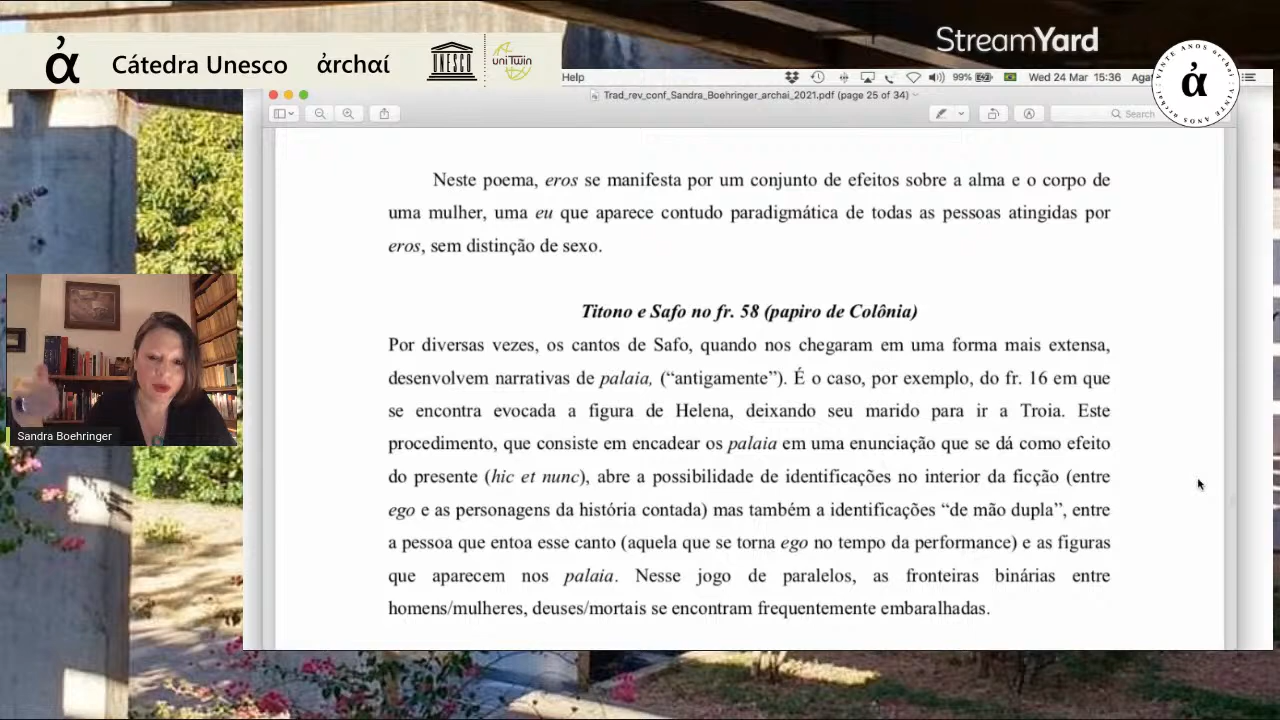 StreamYard
ἀ Cátedra Unesco ἀrchaí UNESCO uniTwin
VINTE ANOS archaí VINTE ANOS archaí
ἀ
Help 99% Wed 24 Mar 15:36 Agar
Trad_rev_conf_Sandra_Boehringer_archai_2021.pdf (page 25 of 34)
Search
Neste poema, eros se manifesta por um conjunto de efeitos sobre a alma e o corpo de
uma mulher, uma eu que aparece contudo paradigmática de todas as pessoas atingidas por
eros, sem distinção de sexo.
Titono e Safo no fr. 58 (papiro de Colônia)
Por diversas vezes, os cantos de Safo, quando nos chegaram em uma forma mais extensa,
desenvolvem narrativas de palaia, (“antigamente”). É o caso, por exemplo, do fr. 16 em que
se encontra evocada a figura de Helena, deixando seu marido para ir a Troia. Este
procedimento, que consiste em encadear os palaia em uma enunciação que se dá como efeito
do presente (hic et nunc), abre a possibilidade de identificações no interior da ficção (entre
ego e as personagens da história contada) mas também a identificações “de mão dupla”, entre
a pessoa que entoa esse canto (aquela que se torna ego no tempo da performance) e as figuras
que aparecem nos palaia. Nesse jogo de paralelos, as fronteiras binárias entre
homens/mulheres, deuses/mortais se encontram frequentemente embaralhadas.
Sandra Boehringer